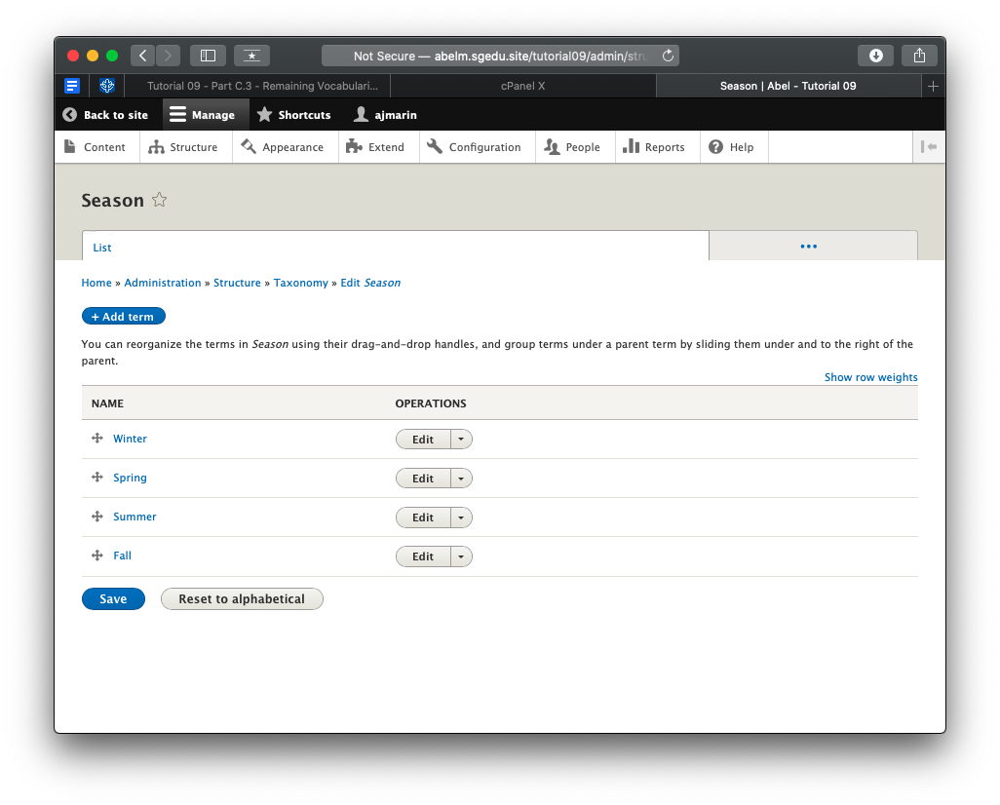 Not Secure — abelm.sgedu.site/tutorial09/admin/stru
Tutorial 09 - Part C.3 - Remaining Vocabulari...
cPanel X
Season | Abel - Tutorial 09
Back to site
Manage
Shortcuts
ajmarin
Content
Structure
Appearance
Extend
Configuration
People
Reports
Help
Season
List
Home » Administration » Structure » Taxonomy » Edit Season
+ Add term
You can reorganize the terms in Season using their drag-and-drop handles, and group terms under a parent term by sliding them under and to the right of the
parent.
Show row weights
NAME OPERATIONS
Winter Edit
Spring Edit
Summer Edit
Fall Edit
Save Reset to alphabetical